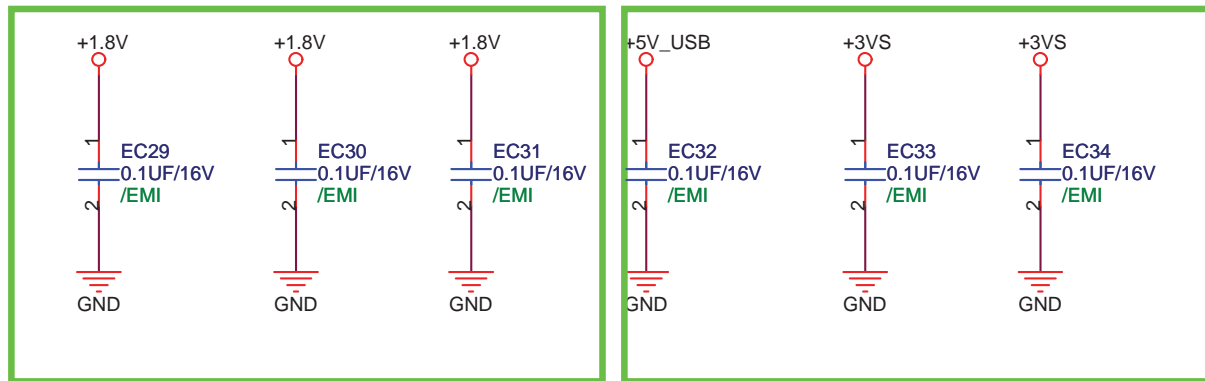 +1.8V
+1.8V
+1.8V
+5V_USB
+3VS
+3VS
1
EC29
0.1UF/16V
/EMI
2
1
EC30
0.1UF/16V
/EMI
2
1
EC31
0.1UF/16V
/EMI
2
1
EC32
0.1UF/16V
/EMI
2
1
EC33
0.1UF/16V
/EMI
2
1
EC34
0.1UF/16V
/EMI
2
GND
GND
GND
GND
GND
GND